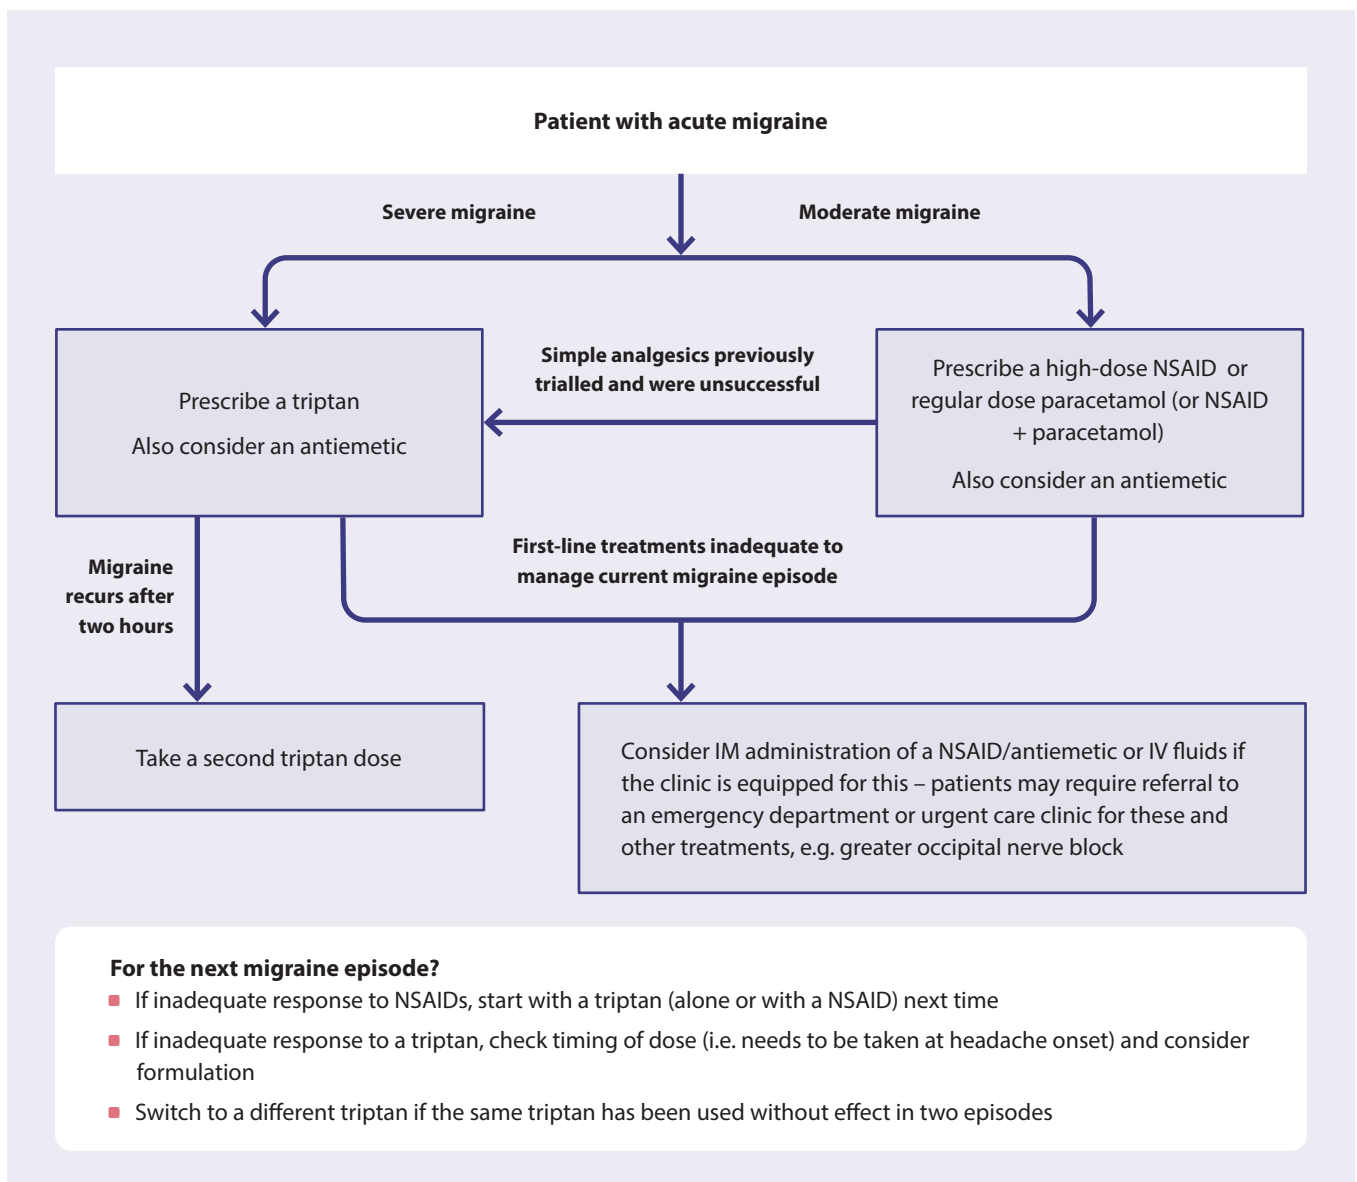 Patient with acute migraine
Severe migraine
Moderate migraine
Prescribe a triptan
Also consider an antiemetic
Simple analgesics previously
trialled and were unsuccessful
Prescribe a high-dose NSAID or
regular dose paracetamol (or NSAID
+ paracetamol)
Also consider an antiemetic
Migraine
recurs after
two hours
First-line treatments inadequate to
manage current migraine episode
Take a second triptan dose
Consider IM administration of a NSAID/antiemetic or IV fluids if
the clinic is equipped for this – patients may require referral to
an emergency department or urgent care clinic for these and
other treatments, e.g. greater occipital nerve block
For the next migraine episode?
If inadequate response to NSAIDs, start with a triptan (alone or with a NSAID) next time
If inadequate response to a triptan, check timing of dose (i.e. needs to be taken at headache onset) and consider
formulation
Switch to a different triptan if the same triptan has been used without effect in two episodes